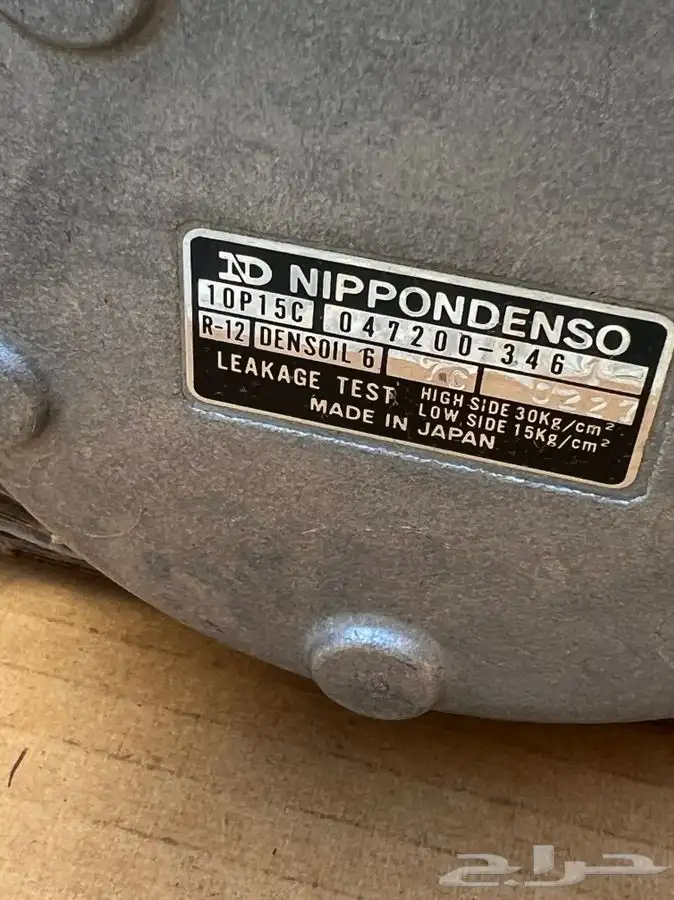 ND NIPPONDENSO
10P15C 047200-346
R-12 DENSOIL 6 7C
LEAKAGE TEST HIGH SIDE 30Kg/cm²
LOW SIDE 15Kg/cm²
MADE IN JAPAN
حراج